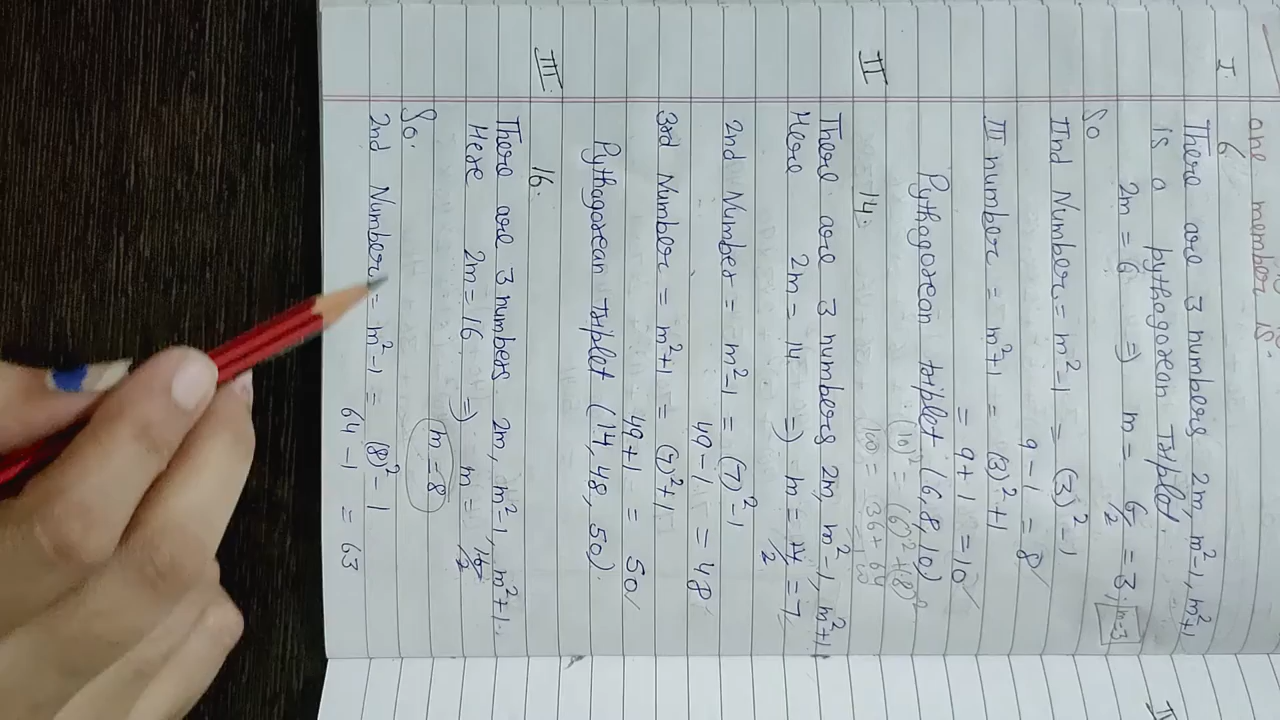 one member is.
I. 6
There are 3 numbers 2m, m²-1, m²+1
is a pythagorean Triplet.
2m = 6 => m = 6/2 = 3, m=3
So
IInd Number = m²-1 = (3)²-1
9-1 = 8
III number = m²+1 = (3)²+1
= 9+1 = 10
Pythagorean triplet (6,8,10)
(10)² = (6)²+(8)²
100 = 36+64
II 14.
There are 3 numbers 2m, m²-1, m²+1
Here 2m = 14 => m = 14/2 = 7.
2nd Number = m²-1 = (7)²-1
49-1 = 48
3rd Number = m²+1 = (7)²+1
49+1 = 50
Pythagorean Triplet (14, 48, 50).
III. 16.
There are 3 numbers 2m, m²-1, m²+1.
Here 2m=16 => m = 16/2
So. m=8
2nd Number = m²-1 = (8)²-1
64-1 = 63